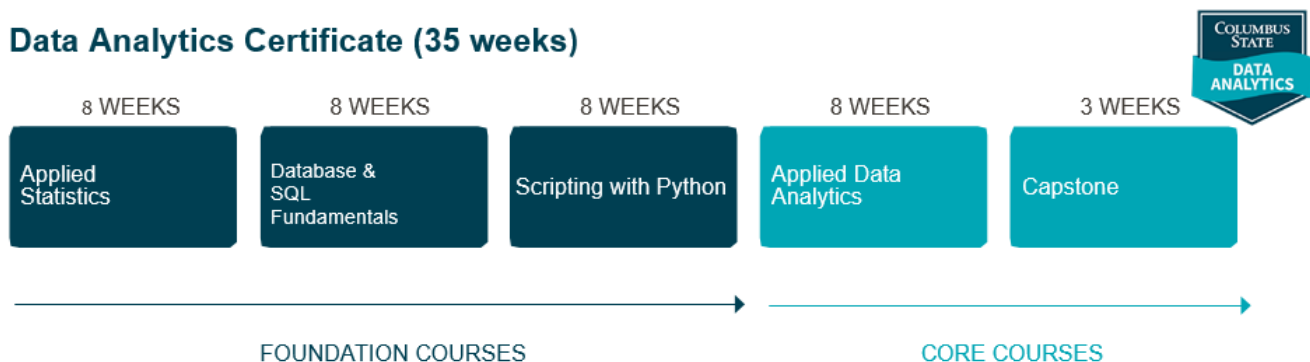 Data Analytics Certificate (35 weeks)
COLUMBUS
STATE
DATA
ANALYTICS
8 WEEKS
8 WEEKS
8 WEEKS
8 WEEKS
3 WEEKS
Applied
Statistics
Database &
SQL
Fundamentals
Scripting with Python
Applied Data
Analytics
Capstone
FOUNDATION COURSES
CORE COURSES